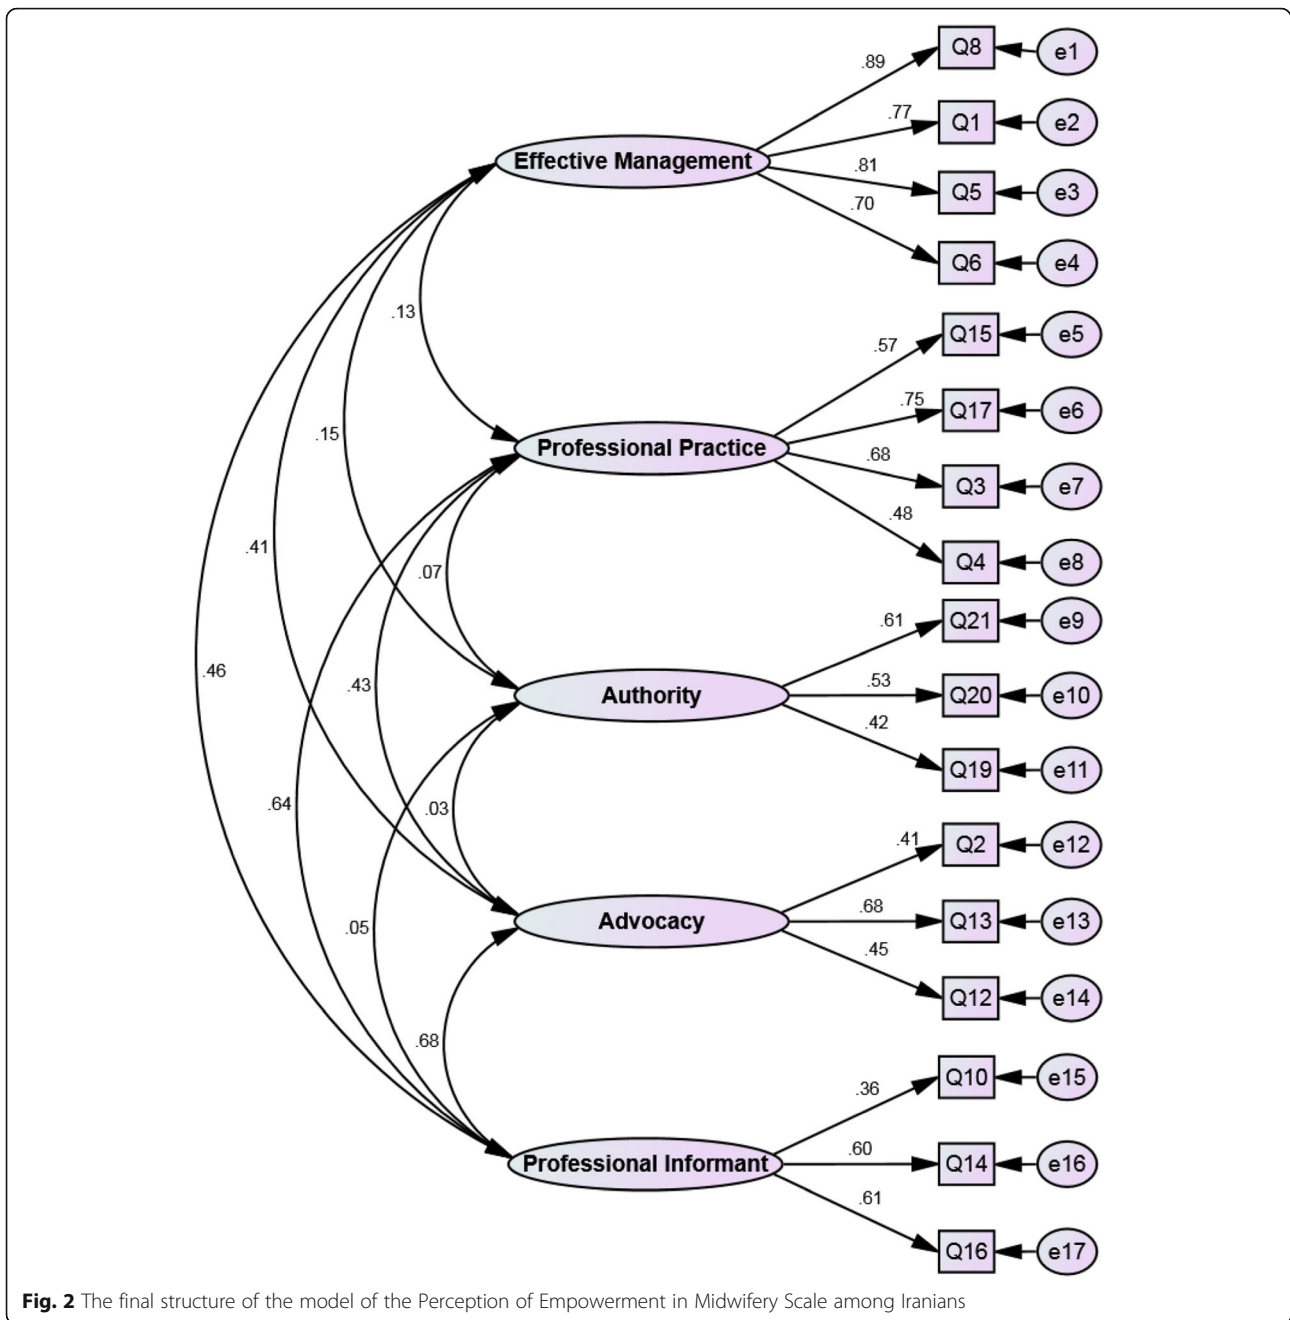 .89
Q8
e1
.77
Q1
e2
Effective Management
.81
Q5
e3
.70
Q6
e4
.13
.57
Q15
e5
.75
Q17
e6
.15
Professional Practice
.68
Q3
e7
.48
Q4
e8
.41
.07
.61
Q21
e9
.46
.43
Authority
.53
Q20
e10
.42
Q19
e11
.64
.03
.41
Q2
e12
.05
Advocacy
.68
Q13
e13
.45
Q12
e14
.68
.36
Q10
e15
Professional Informant
.60
Q14
e16
.61
Q16
e17
Fig. 2 The final structure of the model of the Perception of Empowerment in Midwifery Scale among Iranians